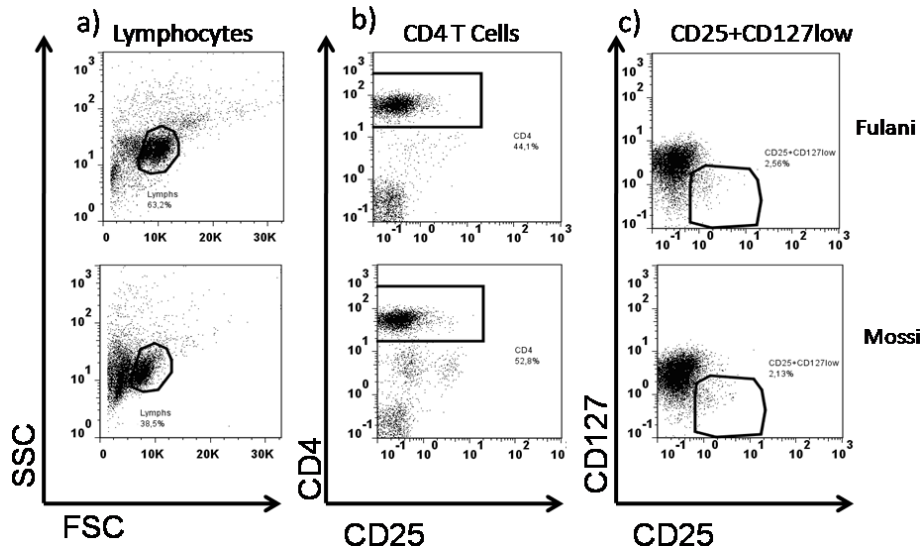 a) Lymphocytes
b) CD4 T Cells
c) CD25+CD127low
SSC
10³
10²
10¹
10⁰
Lymphs
63,2%
0 10K 20K 30K
CD4
10³
10²
10¹
10⁰
10⁻¹
CD4
44,1%
10⁻¹ 10⁰ 10¹ 10² 10³
CD127
10³
10²
10¹
10⁰
10⁻¹
CD25+CD127low
2,56%
10⁻¹ 10⁰ 10¹ 10² 10³
Fulani
10³
10²
10¹
10⁰
Lymphs
38,5%
0 10K 20K 30K
10³
10²
10¹
10⁰
10⁻¹
CD4
52,8%
10⁻¹ 10⁰ 10¹ 10² 10³
10³
10²
10¹
10⁰
10⁻¹
CD25+CD127low
2,13%
10⁻¹ 10⁰ 10¹ 10² 10³
Mossi
FSC
CD25
CD25